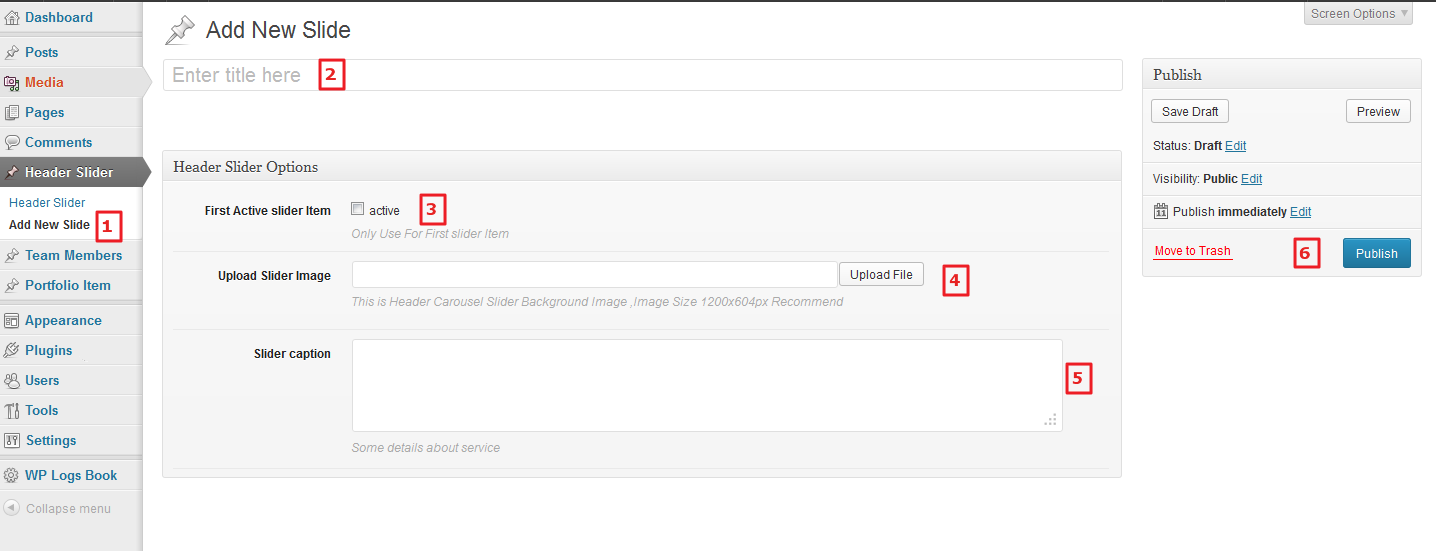 Dashboard
Posts
Media
Pages
Comments
Header Slider
Header Slider
Add New Slide 1
Team Members
Portfolio Item
Appearance
Plugins
Users
Tools
Settings
WP Logs Book
Collapse menu
Screen Options
Add New Slide
Enter title here 2
Header Slider Options
First Active slider Item active 3
Only Use For First slider Item
Upload Slider Image Upload File 4
This is Header Carousel Slider Background Image ,Image Size 1200x604px Recommend
Slider caption 5
Some details about service
Publish
Save Draft Preview
Status: Draft Edit
Visibility: Public Edit
11 Publish immediately Edit
Move to Trash 6 Publish